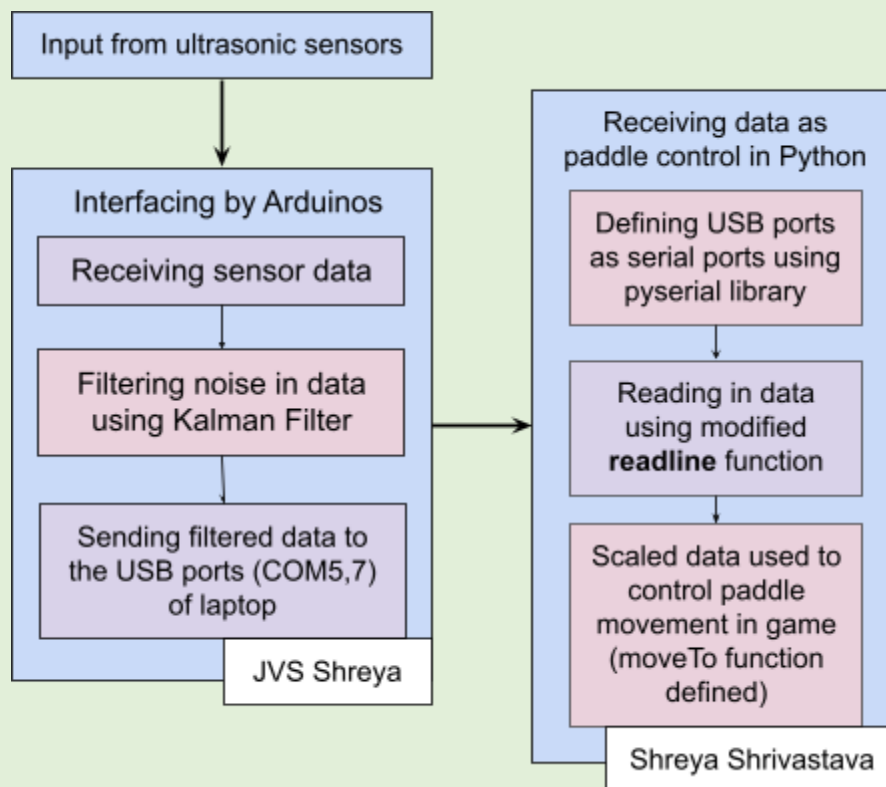 Input from ultrasonic sensors
Interfacing by Arduinos
Receiving sensor data
Filtering noise in data
using Kalman Filter
Sending filtered data to
the USB ports (COM5,7)
of laptop
JVS Shreya
Receiving data as
paddle control in Python
Defining USB ports
as serial ports using
pyserial library
Reading in data
using modified
readline function
Scaled data used to
control paddle
movement in game
(moveTo function
defined)
Shreya Shrivastava